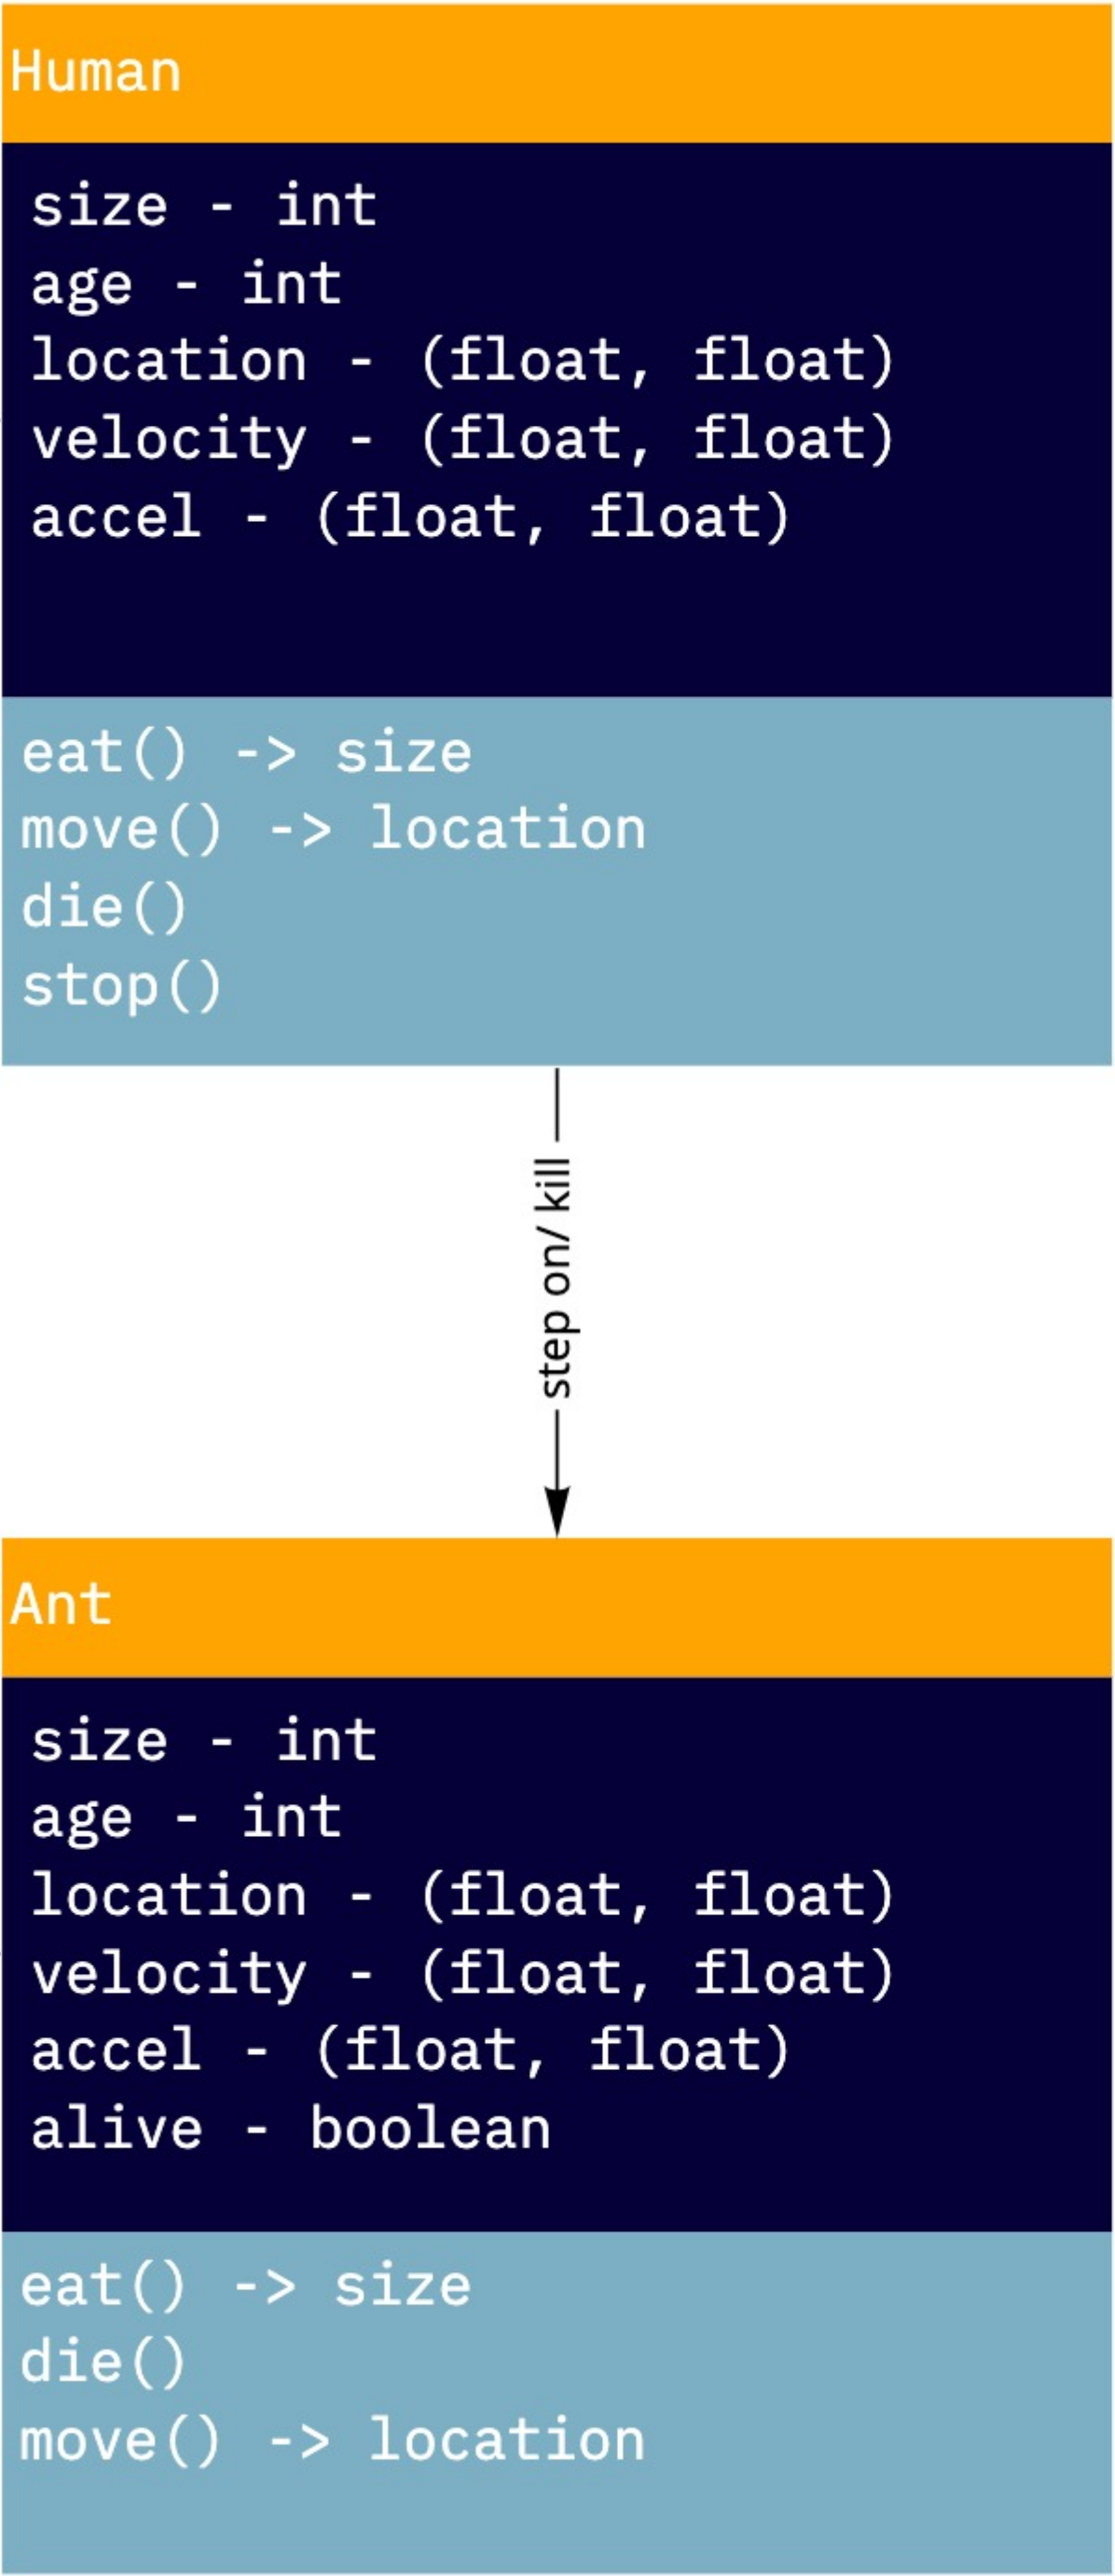 Human
size - int
age - int
location - (float, float)
velocity - (float, float)
accel - (float, float)
eat() -> size
move() -> location
die()
stop()
step on/ kill
Ant
size - int
age - int
location - (float, float)
velocity - (float, float)
accel - (float, float)
alive - boolean
eat() -> size
die()
move() -> location